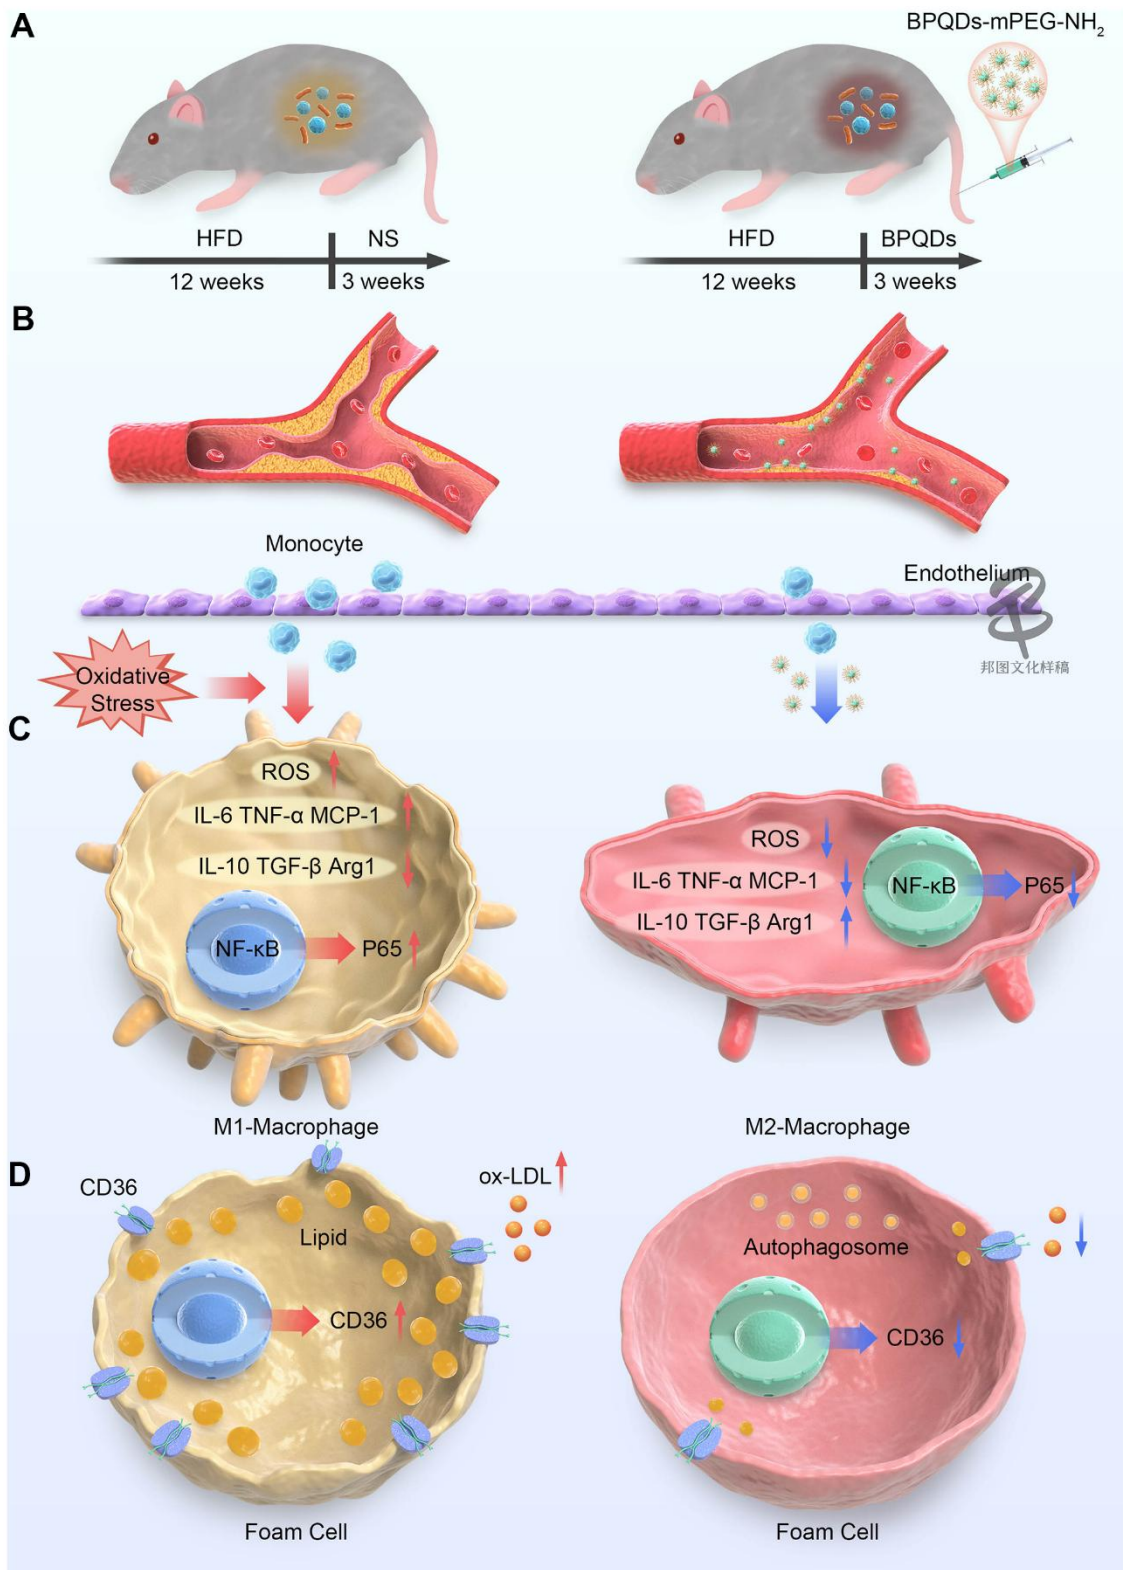 A
BPQDs-mPEG-NH₂
HFD
NS
12 weeks
3 weeks
HFD
BPQDs
12 weeks
3 weeks
B
Monocyte
Endothelium
邦图文化样稿
Oxidative
Stress
C
ROS
IL-6 TNF-α MCP-1
IL-10 TGF-β Arg1
NF-κB
P65
M1-Macrophage
ROS
IL-6 TNF-α MCP-1
IL-10 TGF-β Arg1
NF-κB
P65
M2-Macrophage
D
CD36
Lipid
ox-LDL
CD36
Foam Cell
Autophagosome
CD36
Foam Cell